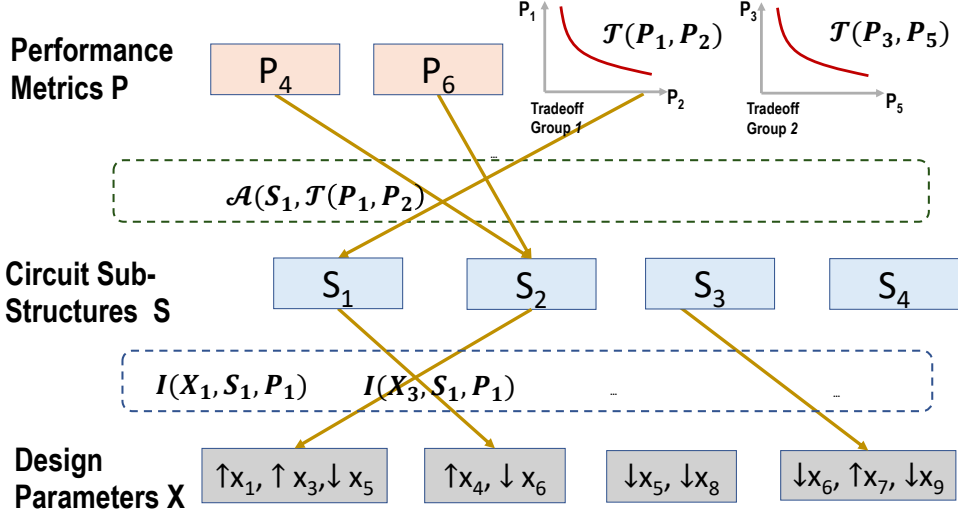 Performance
Metrics P
P4
P6
P1
𝒯(P1, P2)
P2
Tradeoff
Group 1
P3
𝒯(P3, P5)
P5
Tradeoff
Group 2
...
𝒜(S1, 𝒯(P1, P2)
Circuit Sub-
Structures S
S1
S2
S3
S4
I(X1, S1, P1)
I(X3, S1, P1)
...
...
Design
Parameters X
↑x1, ↑ x3,↓ x5
↑x4, ↓ x6
↓x5, ↓x8
↓x6, ↑x7, ↓x9